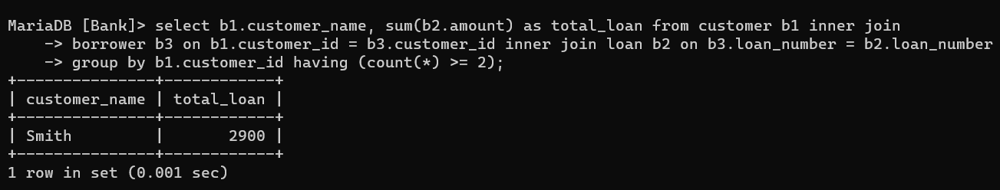 MariaDB [Bank]> select b1.customer_name, sum(b2.amount) as total_loan from customer b1 inner join
    -> borrower b3 on b1.customer_id = b3.customer_id inner join loan b2 on b3.loan_number = b2.loan_number
    -> group by b1.customer_id having (count(*) >= 2);
+---------------+------------+
| customer_name | total_loan |
+---------------+------------+
| Smith         |       2900 |
+---------------+------------+
1 row in set (0.001 sec)